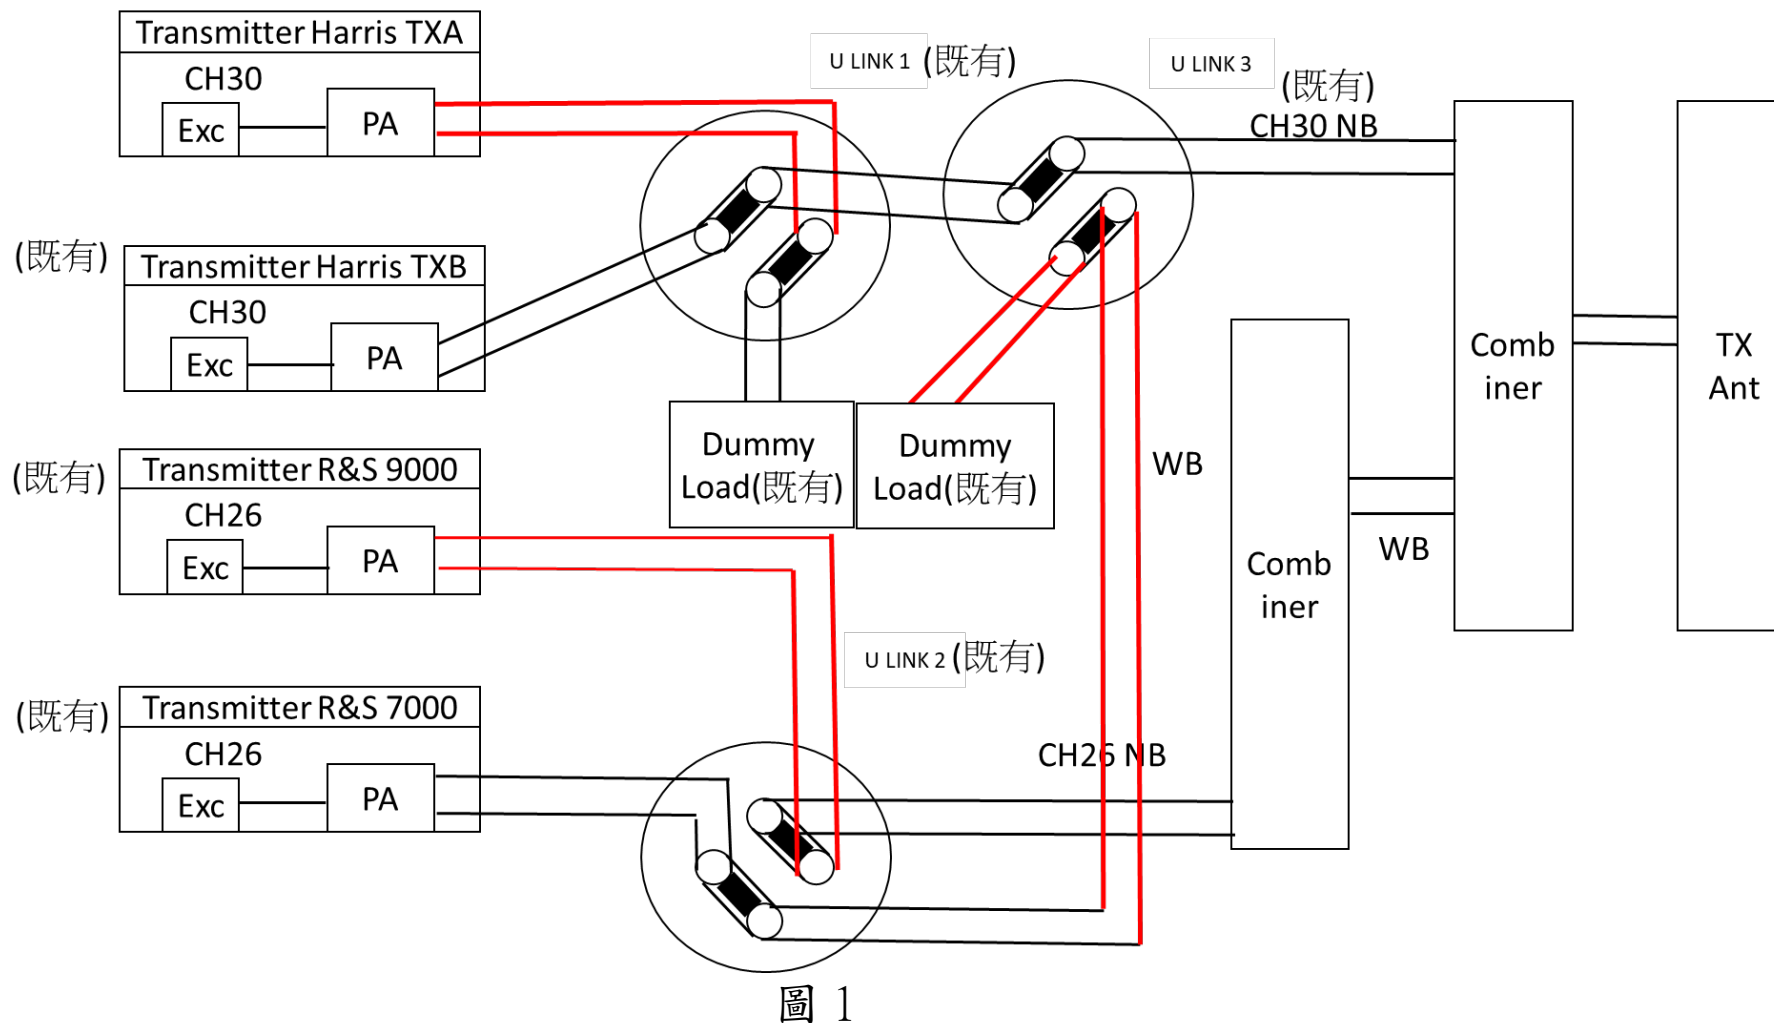 Transmitter Harris TXA
CH30
Exc
PA
U LINK 1
(既有)
U LINK 3
(既有)
CH30 NB
(既有)
Transmitter Harris TXB
CH30
Exc
PA
Comb
iner
TX
Ant
Dummy
Load(既有)
Dummy
Load(既有)
WB
(既有)
Transmitter R&S 9000
CH26
Exc
PA
WB
Comb
iner
U LINK 2
(既有)
(既有)
Transmitter R&S 7000
CH26
Exc
PA
CH26 NB
圖 1